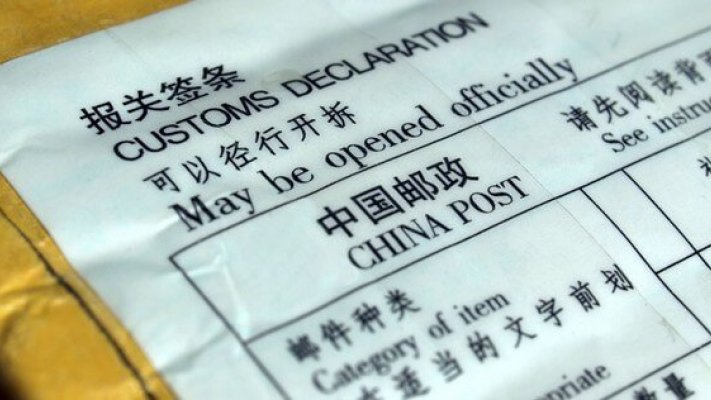 报关签条
CUSTOMS DECLARATION
可以径行开拆
May be opened officially
请先阅读背
See instru
中国邮政
CHINA POST
邮件种类
Category of item
适当的文字前划